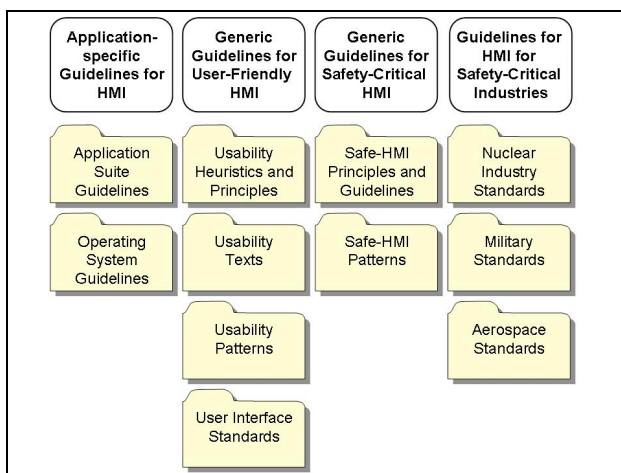 Application-
specific
Guidelines for
HMI
Generic
Guidelines for
User-Friendly
HMI
Generic
Guidelines for
Safety-Critical
HMI
Guidelines for
HMI for
Safety-Critical
Industries
Application
Suite
Guidelines
Usability
Heuristics and
Principles
Safe-HMI
Principles and
Guidelines
Nuclear
Industry
Standards
Operating
System
Guidelines
Usability
Texts
Safe-HMI
Patterns
Military
Standards
Usability
Patterns
Aerospace
Standards
User Interface
Standards